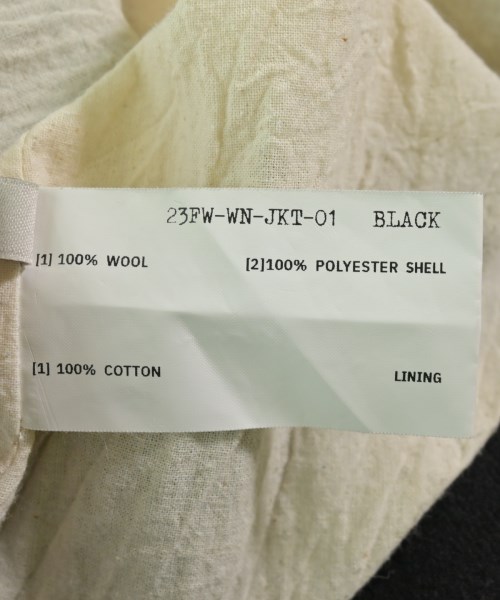 23FW-WN-JKT-01 BLACK
[1] 100% WOOL [2]100% POLYESTER SHELL
[1] 100% COTTON LINING